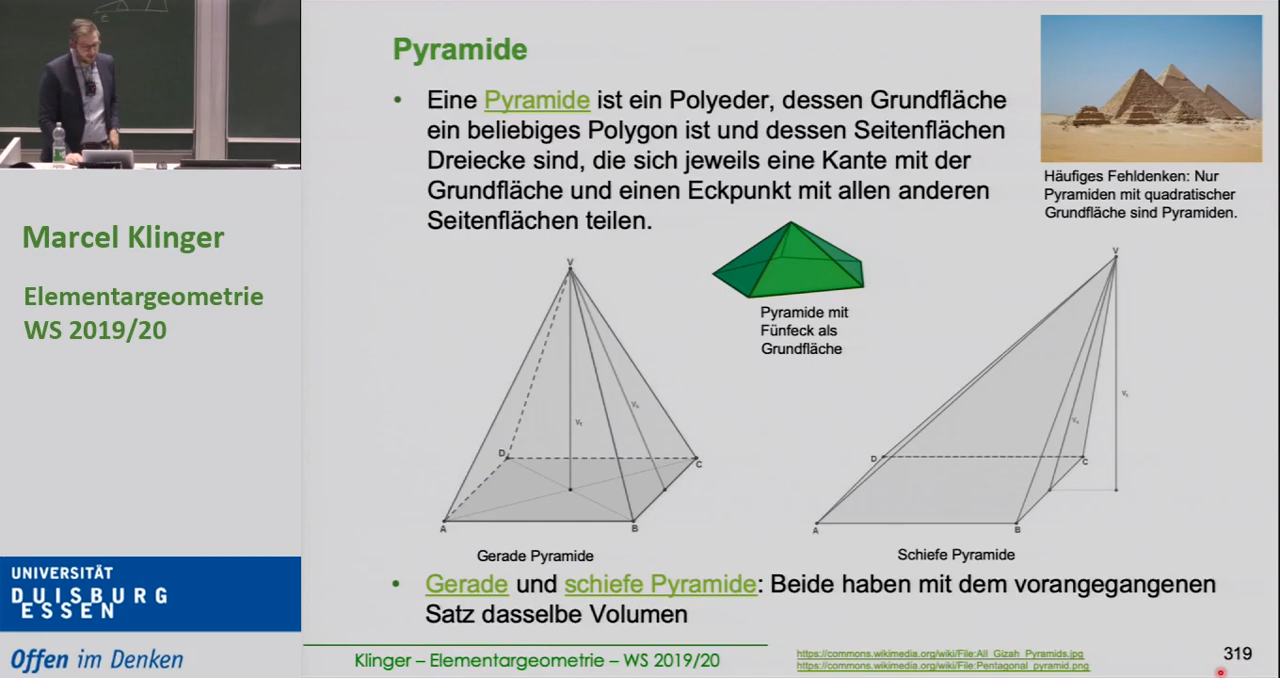 Pyramide
• Eine Pyramide ist ein Polyeder, dessen Grundfläche
ein beliebiges Polygon ist und dessen Seitenflächen
Dreiecke sind, die sich jeweils eine Kante mit der
Grundfläche und einen Eckpunkt mit allen anderen
Seitenflächen teilen.
Häufiges Fehldenken: Nur
Pyramiden mit quadratischer
Grundfläche sind Pyramiden.
Marcel Klinger
Elementargeometrie
WS 2019/20
Pyramide mit
Fünfeck als
Grundfläche
V
D
C
A
B
Gerade Pyramide
V
D
C
A
B
Schiefe Pyramide
• Gerade und schiefe Pyramide: Beide haben mit dem vorangegangenen
Satz dasselbe Volumen
UNIVERSITÄT
DUISBURG
ESSEN
Offen im Denken
Klinger – Elementargeometrie – WS 2019/20
https://commons.wikimedia.org/wiki/File:All_Gizah_Pyramids.jpg
https://commons.wikimedia.org/wiki/File:Pentagonal_pyramid.png
319